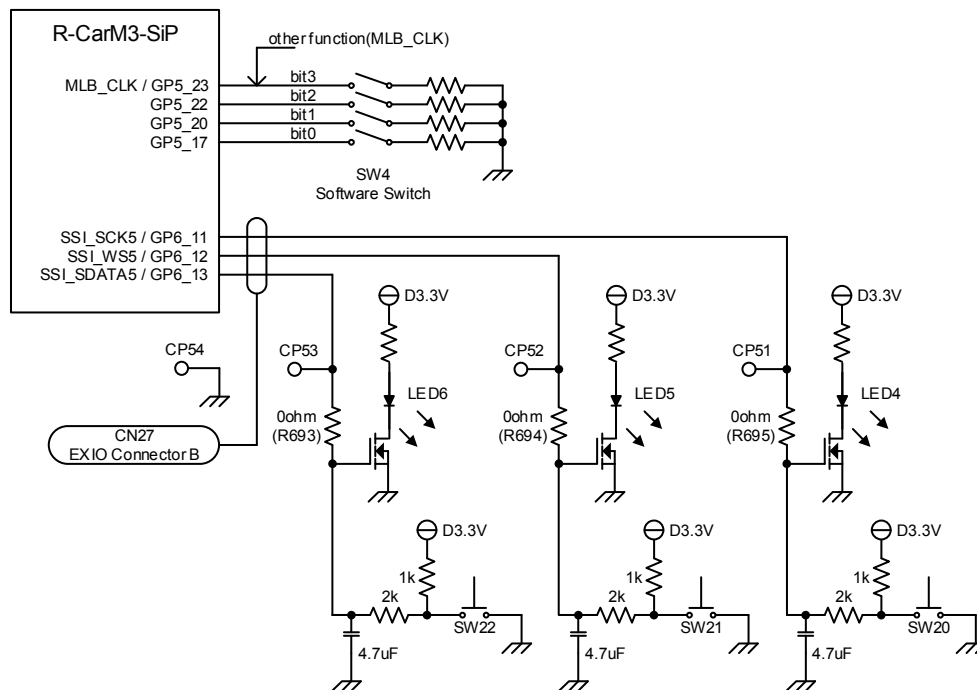 R-CarM3-SiP
other function(MLB_CLK)
MLB_CLK / GP5_23
bit3
GP5_22
bit2
GP5_20
bit1
GP5_17
bit0
SW4
Software Switch
SSI_SCK5 / GP6_11
SSI_WS5 / GP6_12
SSI_SDATA5 / GP6_13
D3.3V
D3.3V
D3.3V
CP54
CP53
CP52
CP51
LED6
LED5
LED4
0ohm
(R693)
0ohm
(R694)
0ohm
(R695)
CN27
EXIO Connector B
D3.3V
D3.3V
D3.3V
1k
1k
1k
2k
2k
2k
SW22
SW21
SW20
4.7uF
4.7uF
4.7uF